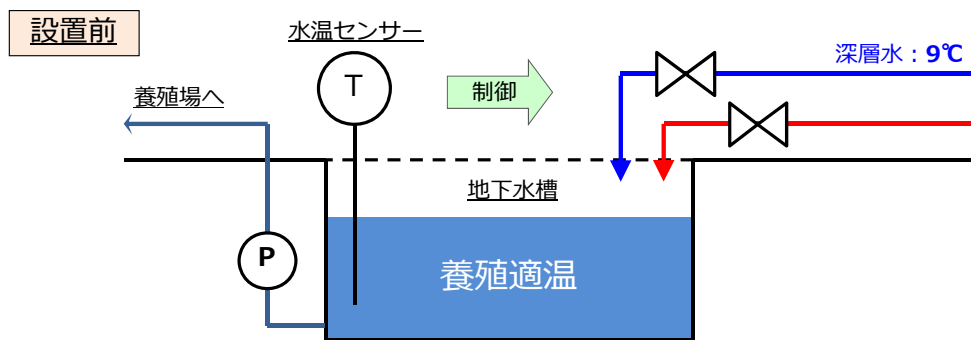 設置前
水温センサー
T
制御
深層水：9℃
養殖場へ
地下水槽
P
養殖適温